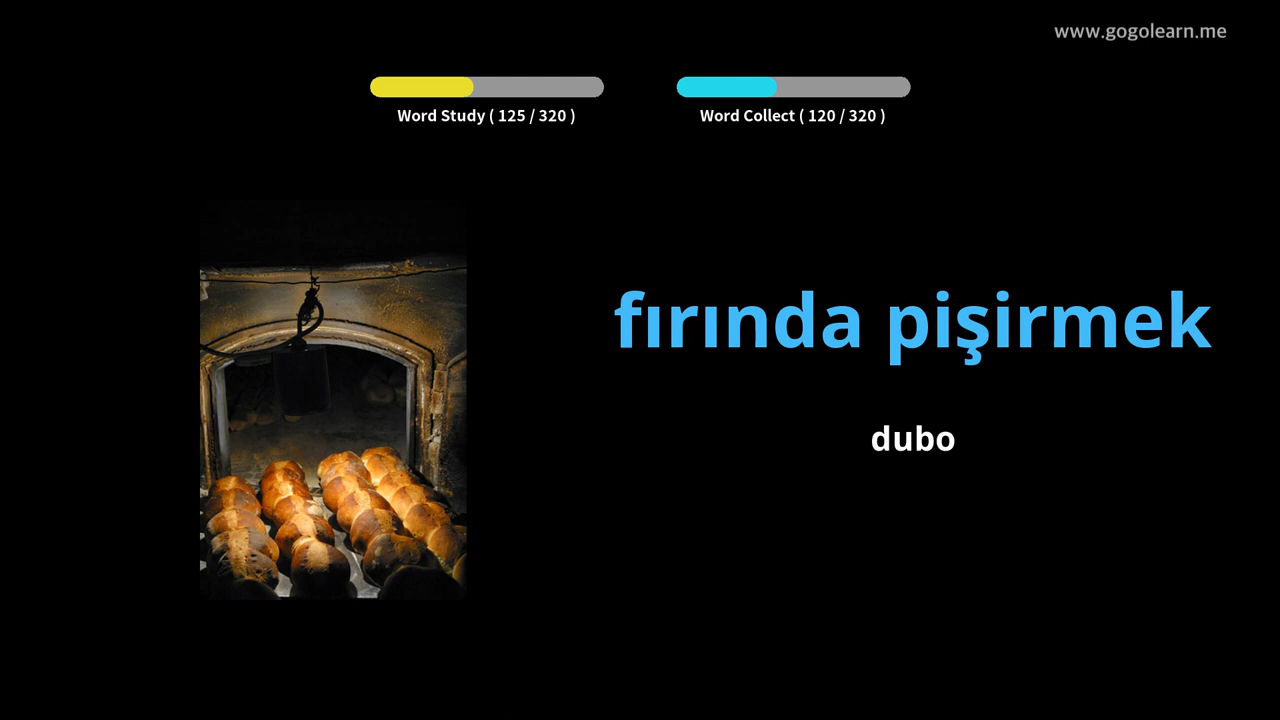 www.gogolearn.me
Word Study ( 125 / 320 )
Word Collect ( 120 / 320 )
fırında pişirmek
dubo